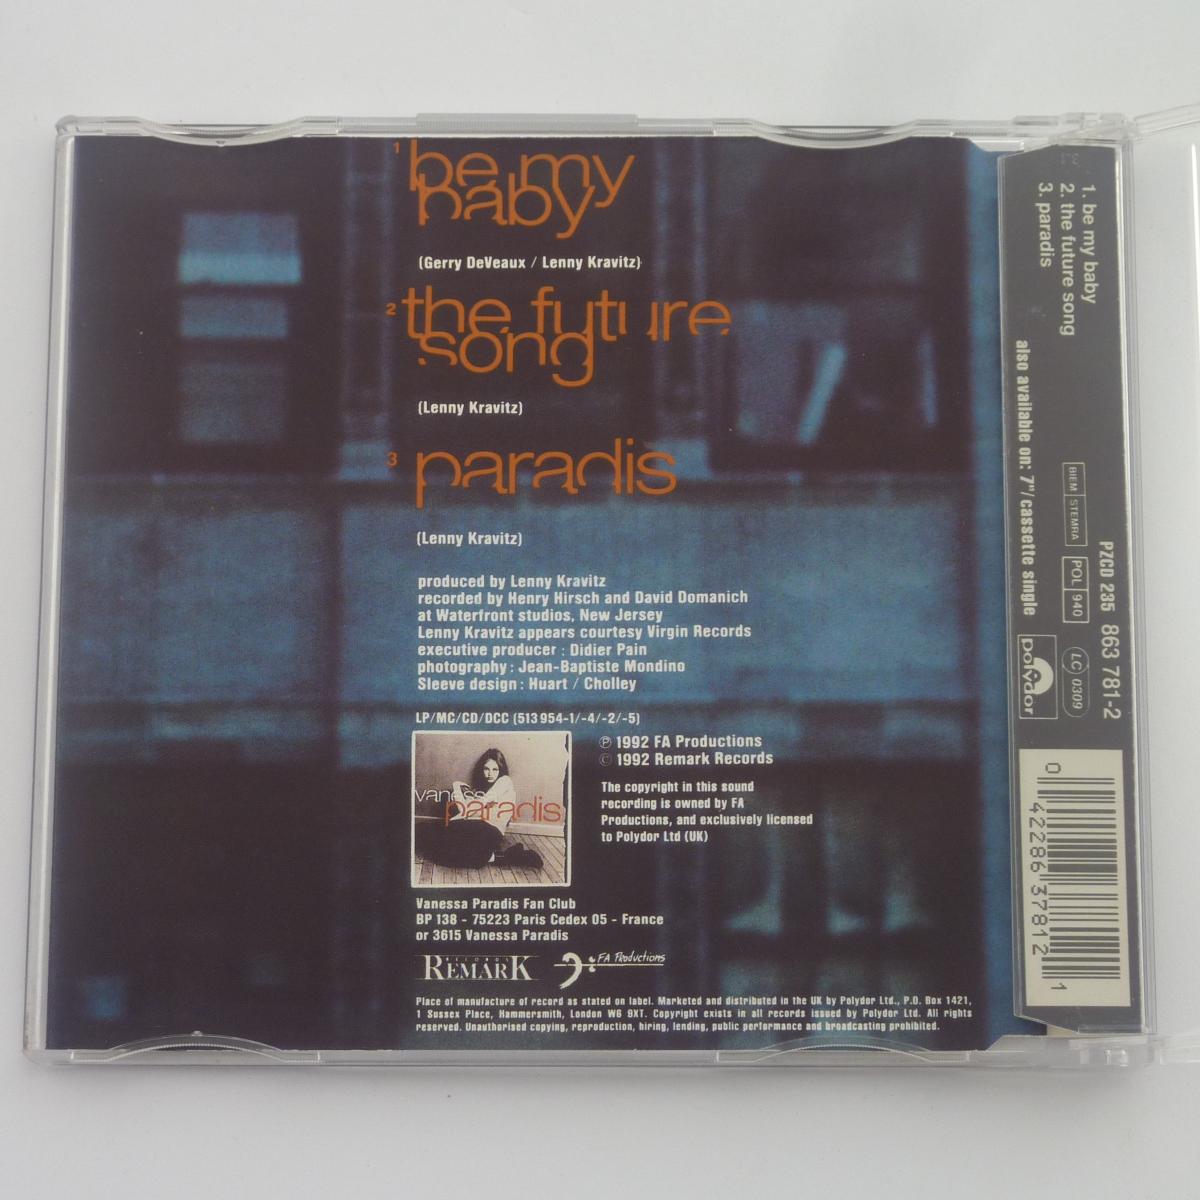 1 be my
baby
(Gerry DeVeaux / Lenny Kravitz)
2 the future
song
(Lenny Kravitz)
3 paradis
(Lenny Kravitz)
produced by Lenny Kravitz
recorded by Henry Hirsch and David Domanich
at Waterfront studios, New Jersey
Lenny Kravitz appears courtesy Virgin Records
executive producer : Didier Pain
photography : Jean-Baptiste Mondino
Sleeve design : Huart / Cholley
LP/MC/CD/DCC (513 954-1/-4/-2/-5)
vanessa
paradis
℗ 1992 FA Productions
© 1992 Remark Records
The copyright in this sound
recording is owned by FA
Productions, and exclusively licensed
to Polydor Ltd (UK)
Vanessa Paradis Fan Club
BP 138 - 75223 Paris Cedex 05 - France
or 3615 Vanessa Paradis
RECORDS
REMARK
FA Productions
Place of manufacture of record as stated on label. Marketed and distributed in the UK by Polydor Ltd., P.O. Box 1421,
1 Sussex Place, Hammersmith, London W6 9XT. Copyright exists in all records issued by Polydor Ltd. All rights
reserved. Unauthorised copying, reproduction, hiring, lending, public performance and broadcasting prohibited.
1. be my baby
2. the future song
3. paradis
also available on: 7"/cassette single
BIEM STEMRA
POL 940
LC 0309
polydor
PZCD 235 863 781-2
0 42286 37812 1